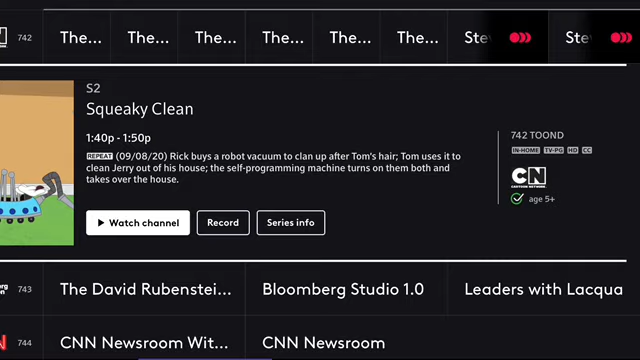 742 The... The... The... The... The... The... Ste Ste
S2
Squeaky Clean
1:40p - 1:50p
REPEAT (09/08/20) Rick buys a robot vacuum to clan up after Tom's hair; Tom uses it to
clean Jerry out of his house; the self-programming machine turns on them both and
takes over the house.
Watch channel Record Series info
742 TOOND
IN-HOME TV-PG HD CC
CN
CARTOON NETWORK
age 5+
743 The David Rubenstei... Bloomberg Studio 1.0 Leaders with Lacqua
744 CNN Newsroom Wit... CNN Newsroom